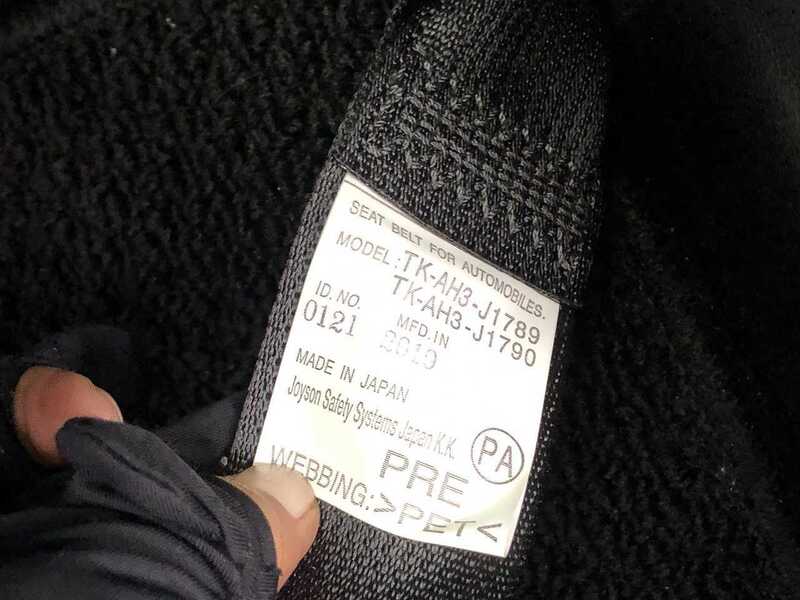 SEAT BELT FOR AUTOMOBILES.
MODEL: TK-AH3-J1789
TK-AH3-J1790
ID. NO. MFD. IN
0121 2019
MADE IN JAPAN
Joyson Safety Systems Japan K.K.
PRE PA
WEBBING: >PET<